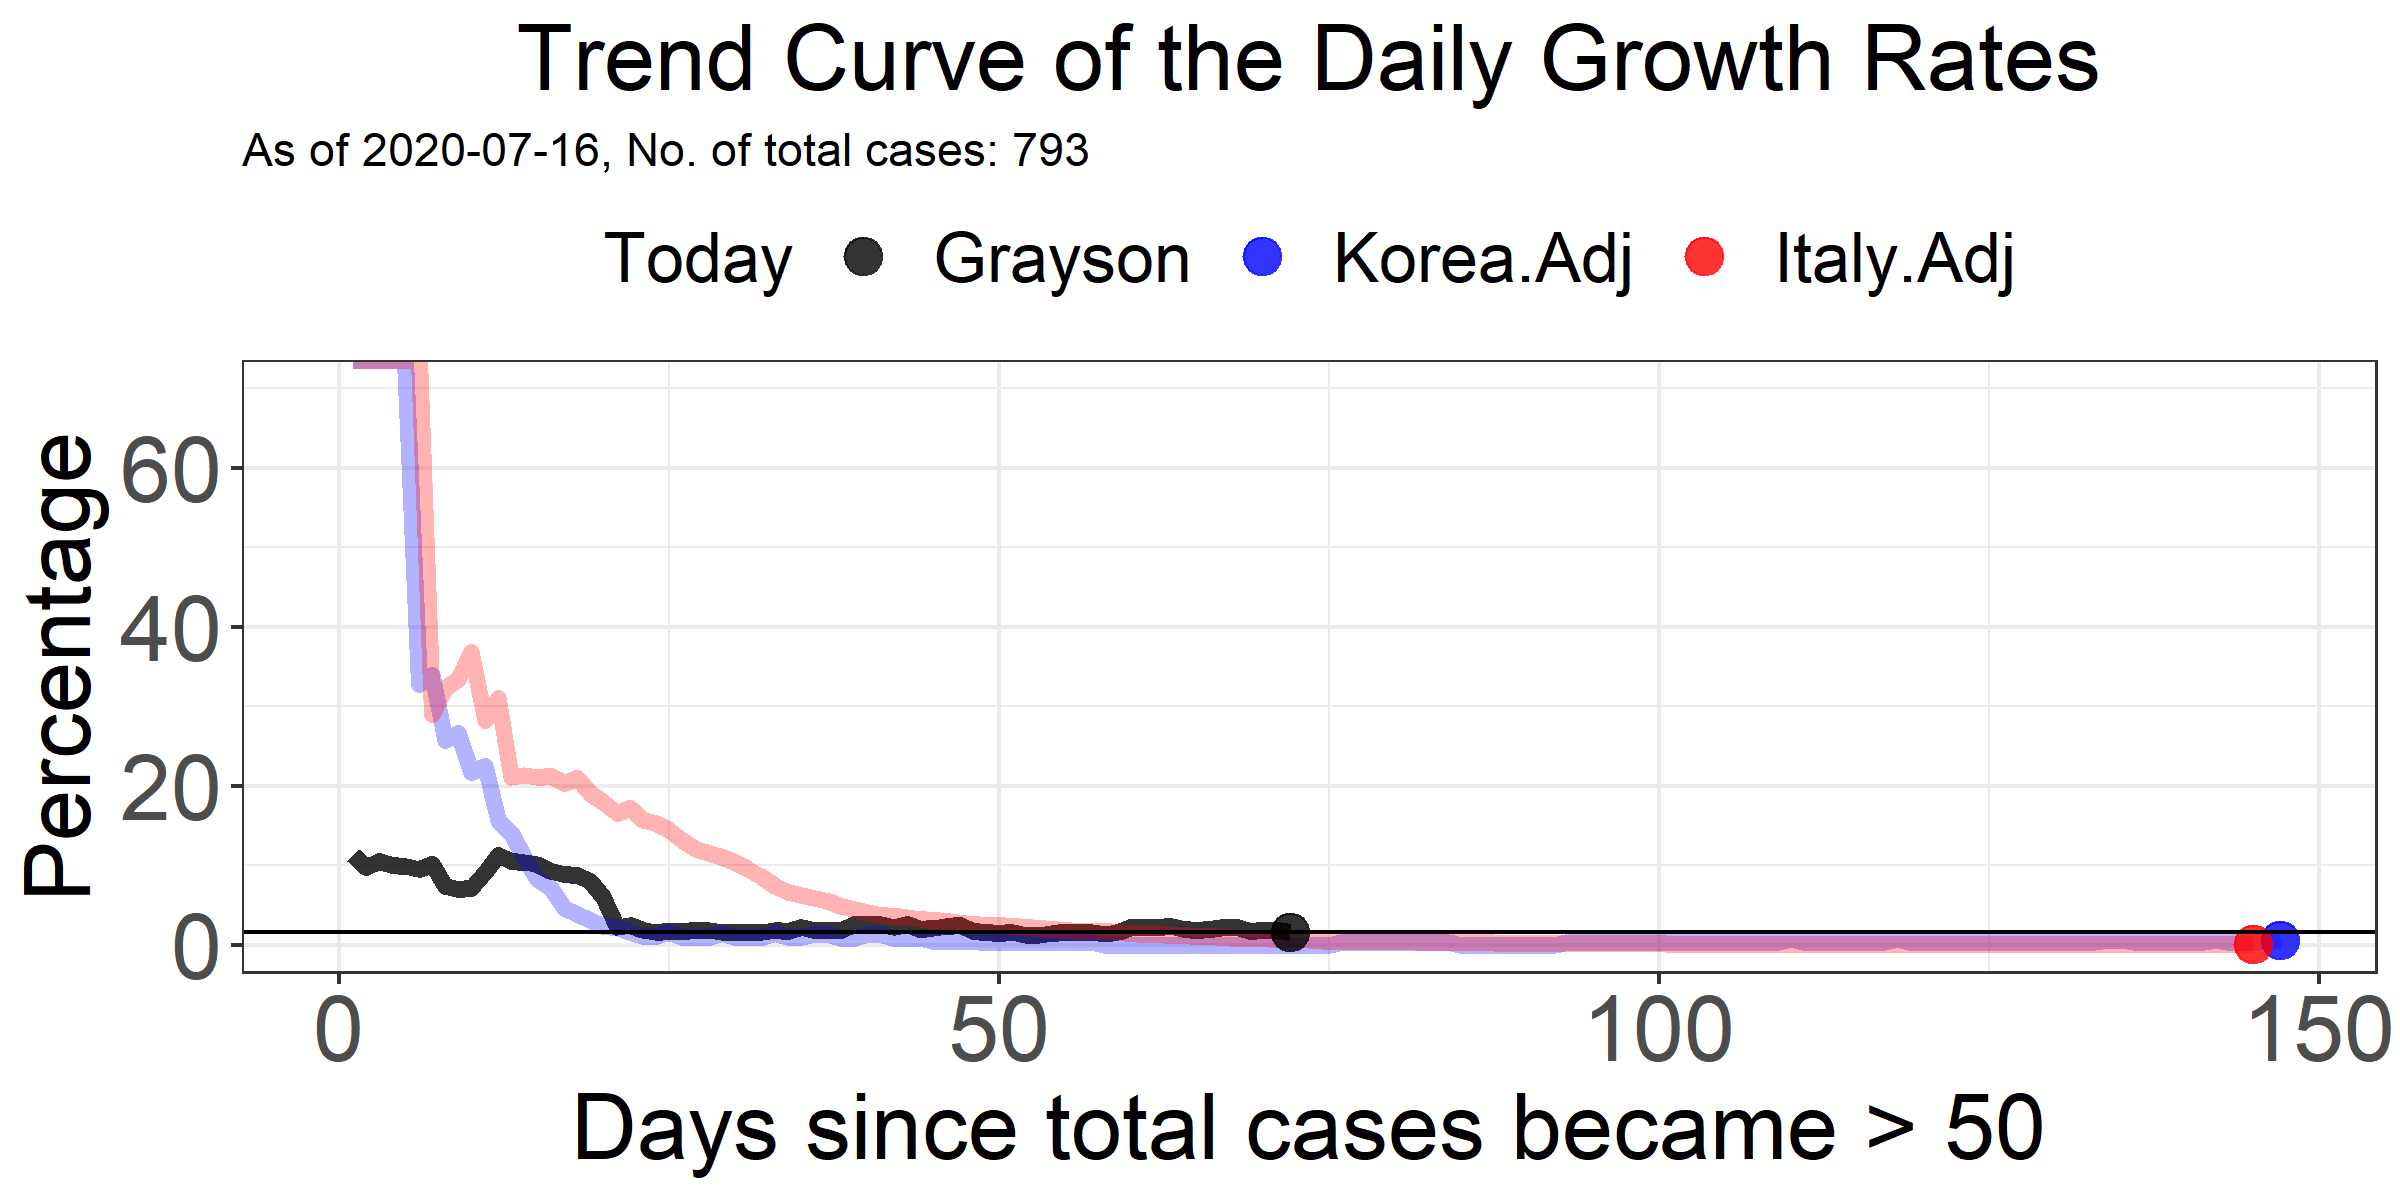 Trend Curve of the Daily Growth Rates
As of 2020-07-16, No. of total cases: 793
Today Grayson Korea.Adj Italy.Adj
Percentage
60
40
20
0
0 50 100 150
Days since total cases became > 50